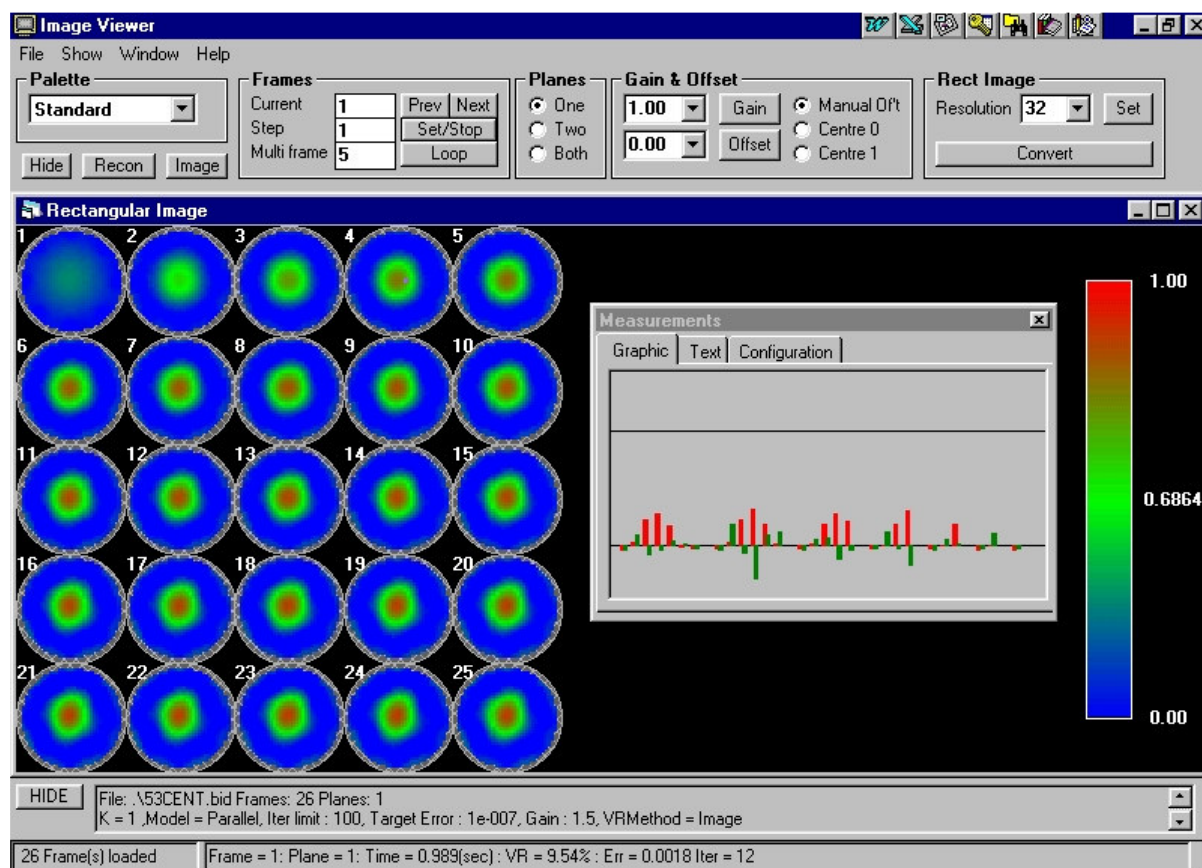 Image Viewer
File Show Window Help
Palette
Standard
Hide Recon Image
Frames
Current 1 Prev Next
Step 1 Set/Stop
Multi frame 5 Loop
Planes
One
Two
Both
Gain & Offset
1.00 Gain
0.00 Offset
Manual Of't
Centre 0
Centre 1
Rect Image
Resolution 32 Set
Convert
Rectangular Image
1 2 3 4 5
6 7 8 9 10
11 12 13 14 15
16 17 18 19 20
21 22 23 24 25
Measurements
Graphic Text Configuration
1.00
0.6864
0.00
HIDE
File: .\53CENT.bid Frames: 26 Planes: 1
K = 1 ,Model = Parallel, Iter limit : 100, Target Error : 1e-007, Gain : 1.5, VRMethod = Image
26 Frame(s) loaded
Frame = 1: Plane = 1: Time = 0.989(sec) : VR = 9.54% : Err = 0.0018 Iter = 12